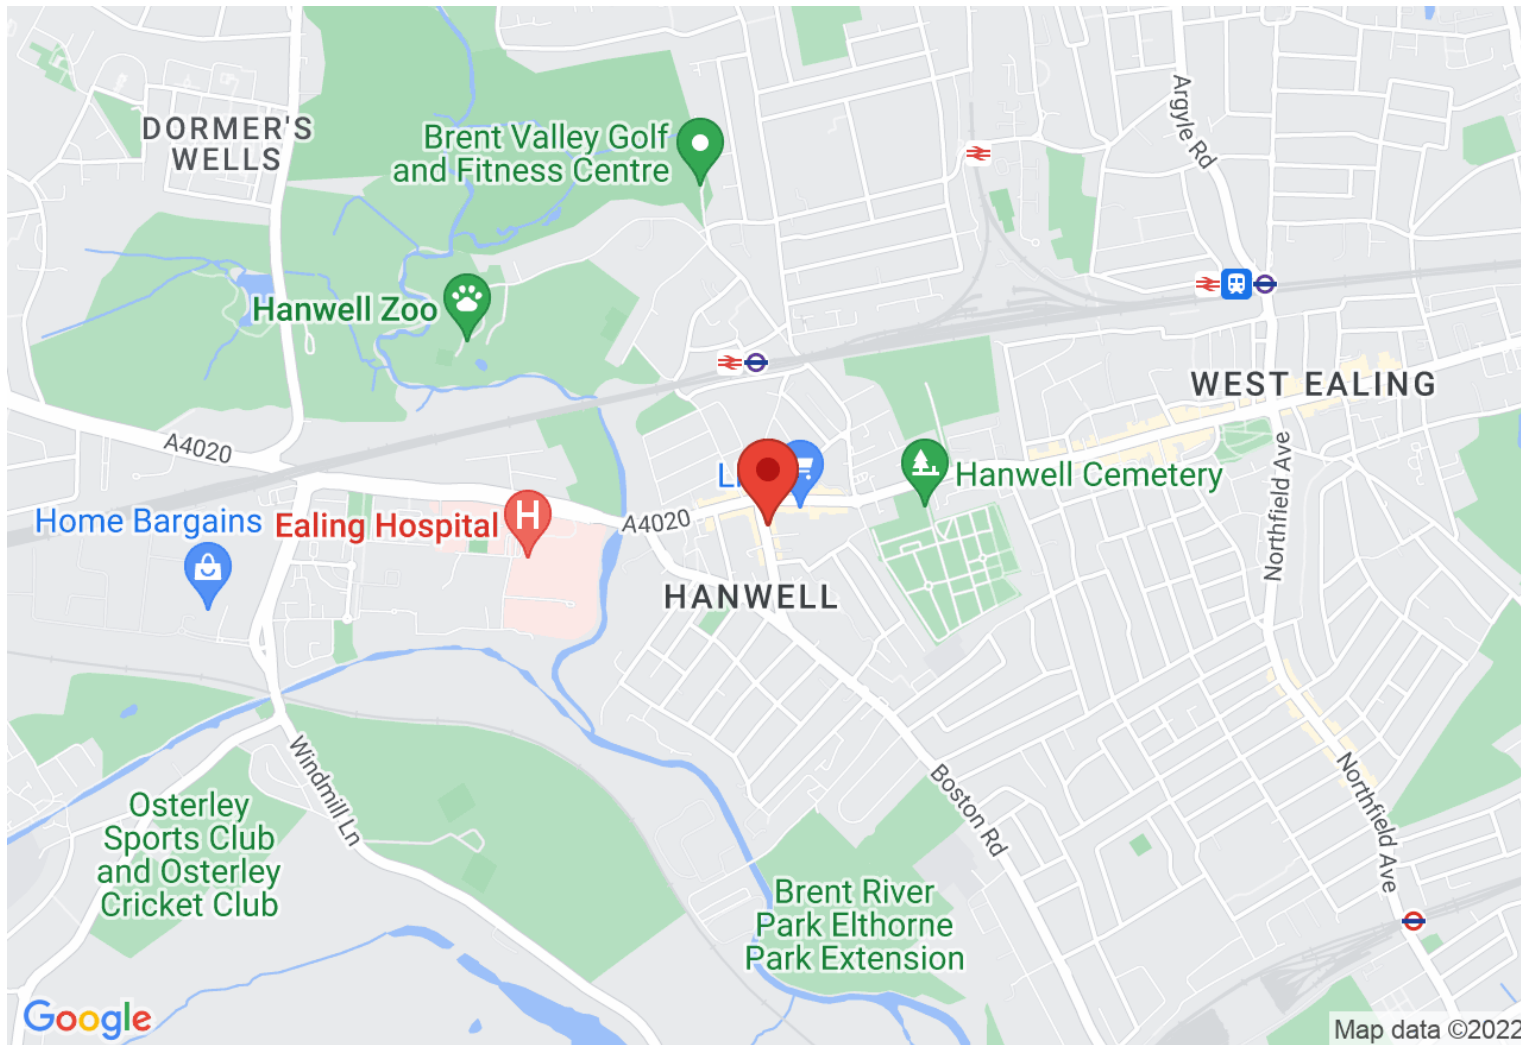 DORMER'S
WELLS
Brent Valley Golf
and Fitness Centre
Argyle Rd
Hanwell Zoo
WEST EALING
A4020
Hanwell Cemetery
Northfield Ave
Home Bargains
Ealing Hospital
H
A4020
HANWELL
Windmill Ln
Boston Rd
Northfield Ave
Osterley
Sports Club
and Osterley
Cricket Club
Brent River
Park Elthorne
Park Extension
Google
Map data ©2022